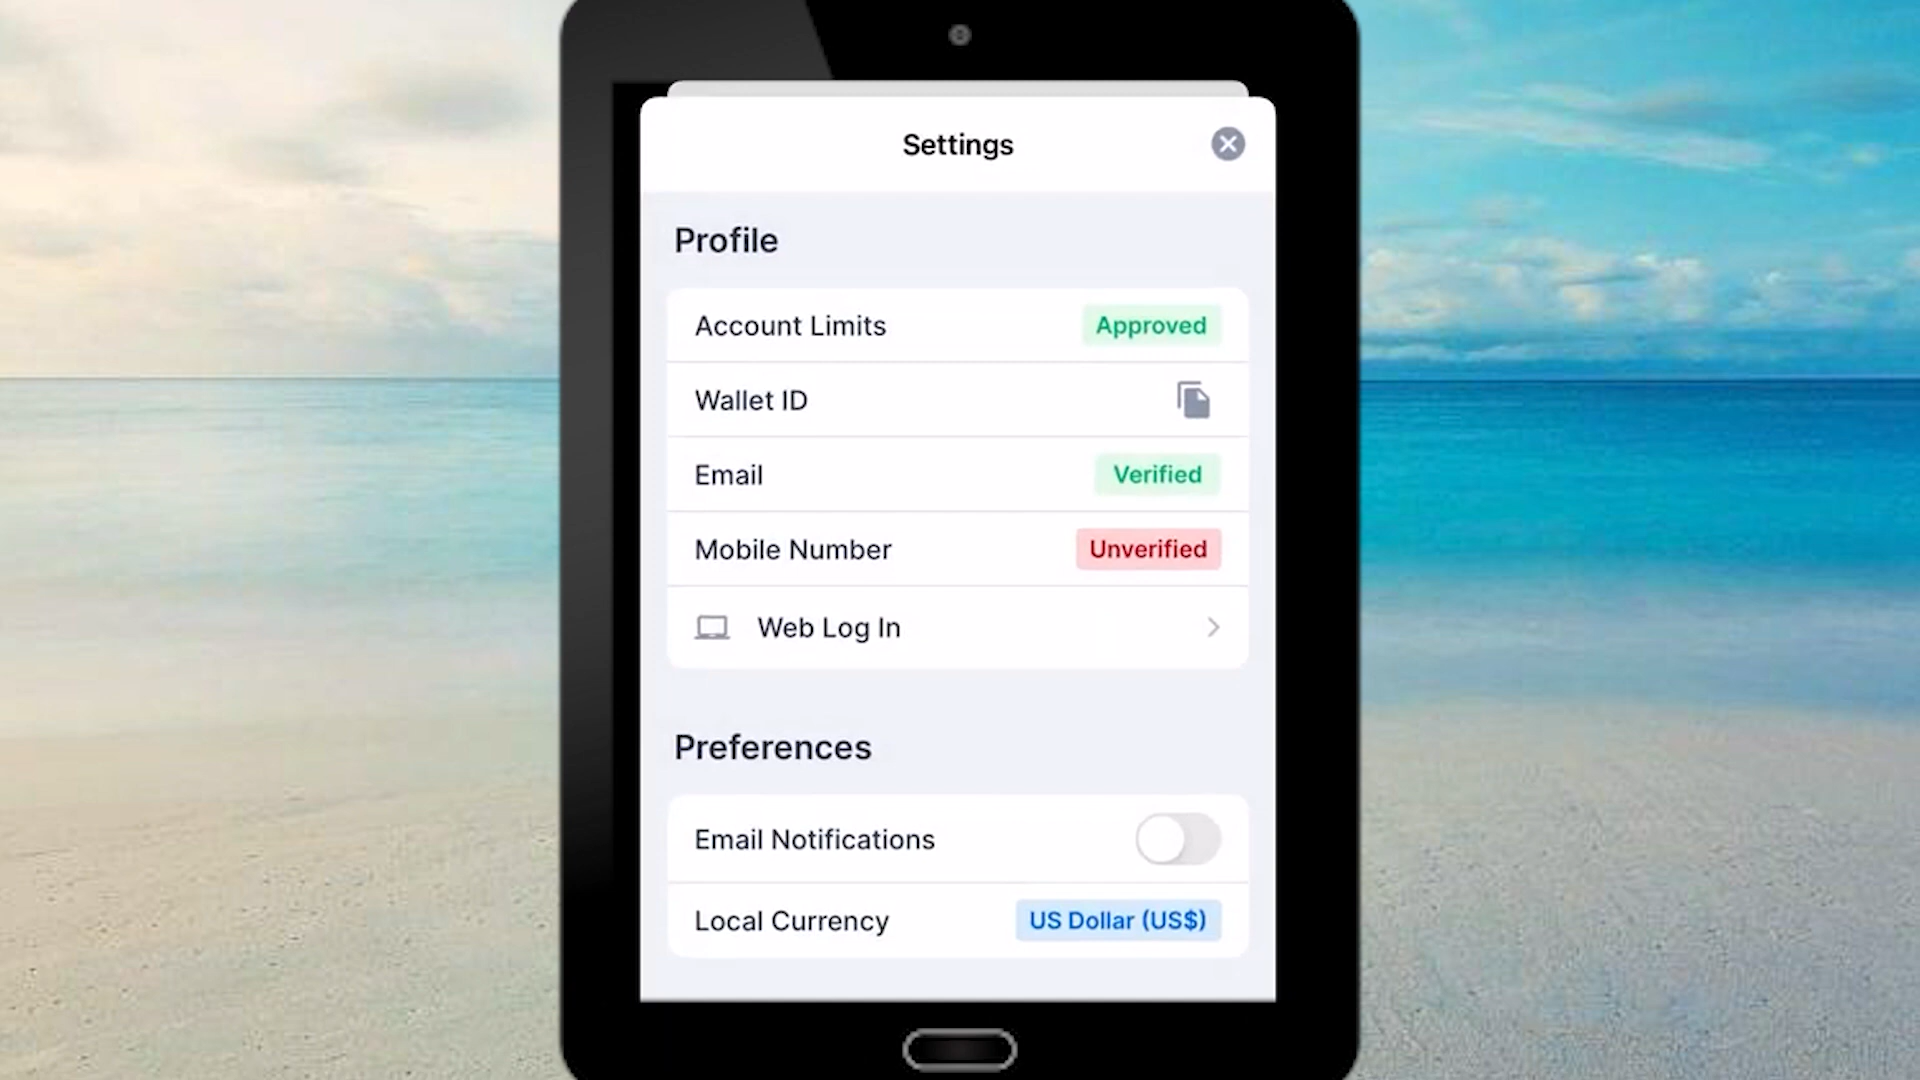 Settings
Profile
Account Limits
Approved
Wallet ID
Email
Verified
Mobile Number
Unverified
Web Log In
Preferences
Email Notifications
Local Currency
US Dollar (US$)